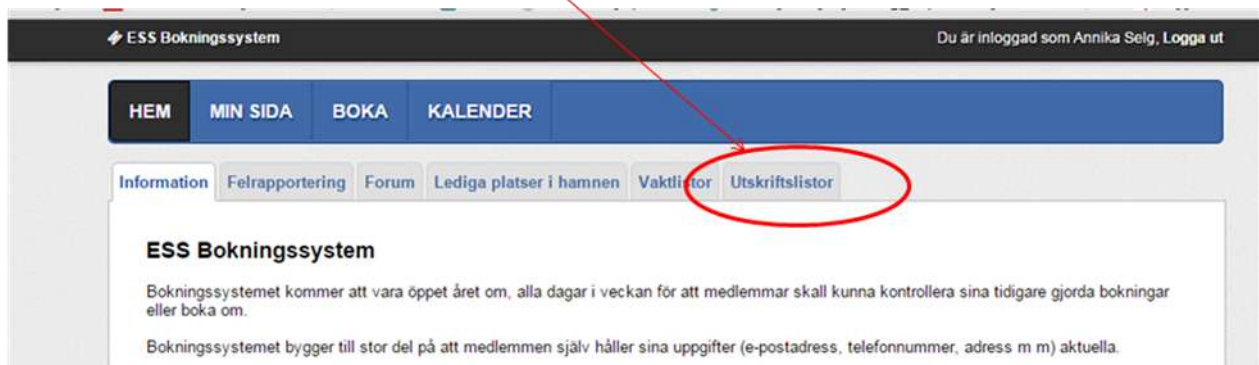 ESS Bokningssystem
Du är inloggad som Annika Selg, Logga ut
HEM MIN SIDA BOKA KALENDER
Information Felrapportering Forum Lediga platser i hamnen Vaktlistor Utskriftslistor
ESS Bokningssystem
Bokningssystemet kommer att vara öppet året om, alla dagar i veckan för att medlemmar skall kunna kontrollera sina tidigare gjorda bokningar
eller boka om.
Bokningssystemet bygger till stor del på att medlemmen själv håller sina uppgifter (e-postadress, telefonnummer, adress m m) aktuella.